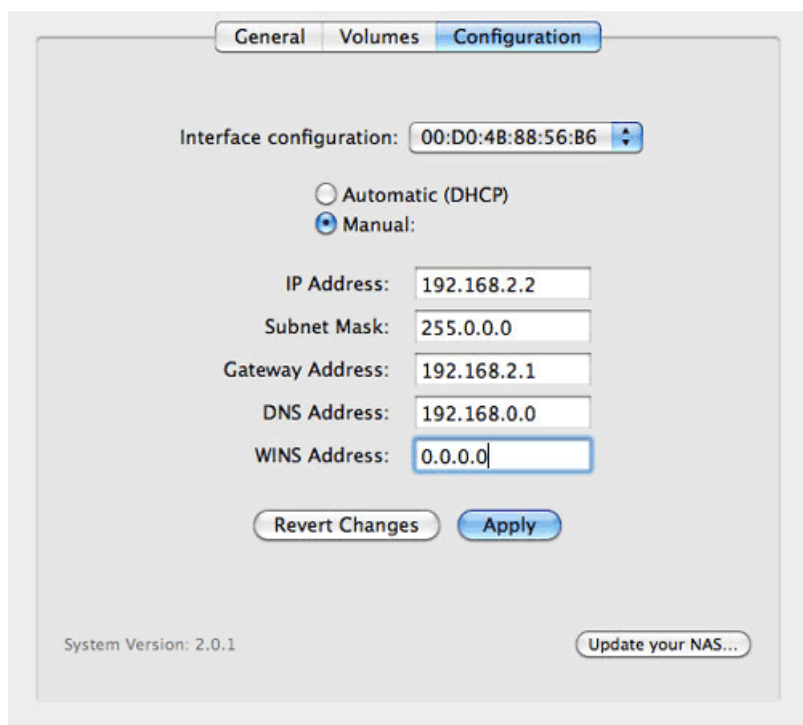 General Volumes Configuration
Interface configuration: 00:D0:4B:88:56:B6
Automatic (DHCP)
Manual:
IP Address: 192.168.2.2
Subnet Mask: 255.0.0.0
Gateway Address: 192.168.2.1
DNS Address: 192.168.0.0
WINS Address: 0.0.0.0
Revert Changes Apply
System Version: 2.0.1 Update your NAS...